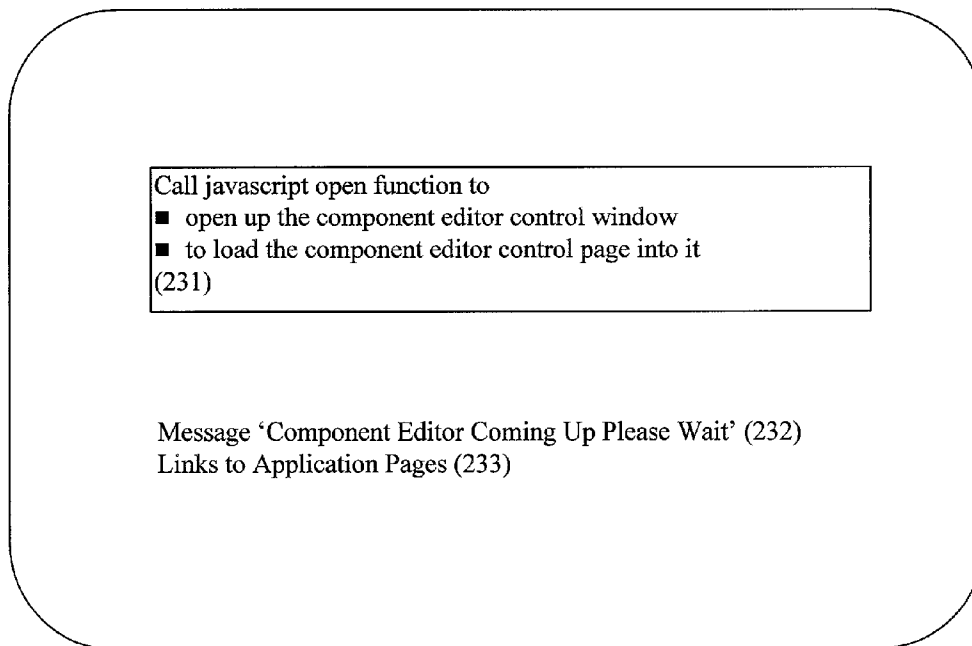 Call javascript open function to
■ open up the component editor control window
■ to load the component editor control page into it
(231)
Message ‘Component Editor Coming Up Please Wait’ (232)
Links to Application Pages (233)